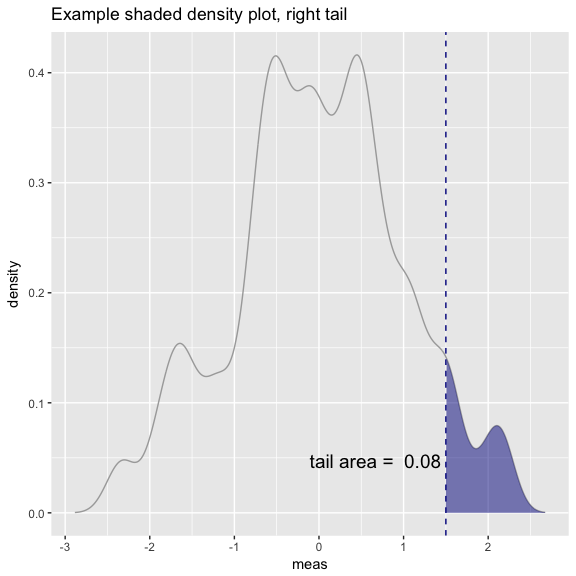 Example shaded density plot, right tail
density
0.4
0.3
0.2
0.1
0.0
tail area =  0.08
-3 -2 -1 0 1 2
meas